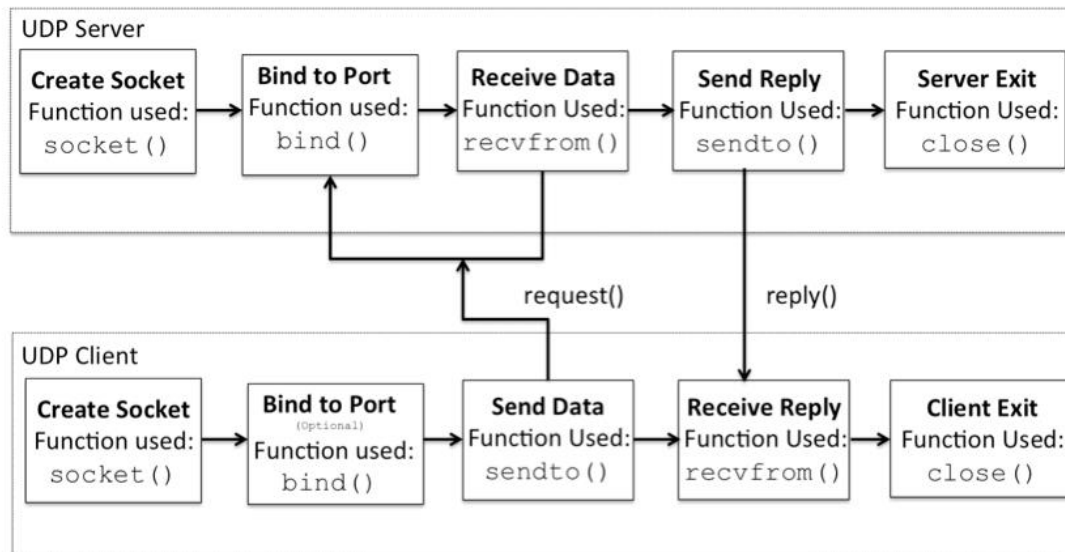 UDP Server
Create Socket
Function used:
socket()
Bind to Port
Function used:
bind()
Receive Data
Function Used:
recvfrom()
Send Reply
Function Used:
sendto()
Server Exit
Function Used:
close()
request()
reply()
UDP Client
Create Socket
Function used:
socket()
Bind to Port
(Optional)
Function used:
bind()
Send Data
Function Used:
sendto()
Receive Reply
Function Used:
recvfrom()
Client Exit
Function Used:
close()